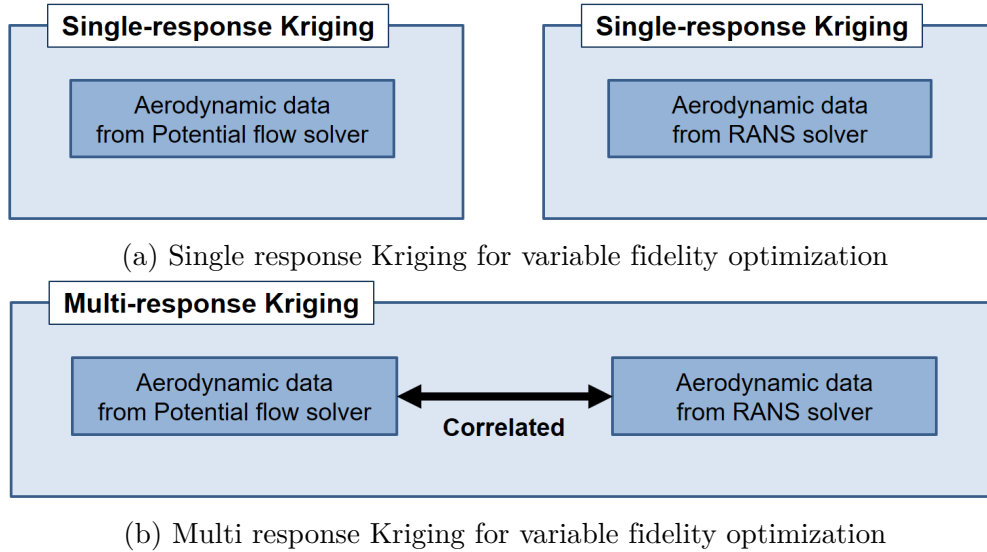 Single-response Kriging
Single-response Kriging
Aerodynamic data
from Potential flow solver
Aerodynamic data
from RANS solver
(a) Single response Kriging for variable fidelity optimization
Multi-response Kriging
Aerodynamic data
from Potential flow solver
Correlated
Aerodynamic data
from RANS solver
(b) Multi response Kriging for variable fidelity optimization